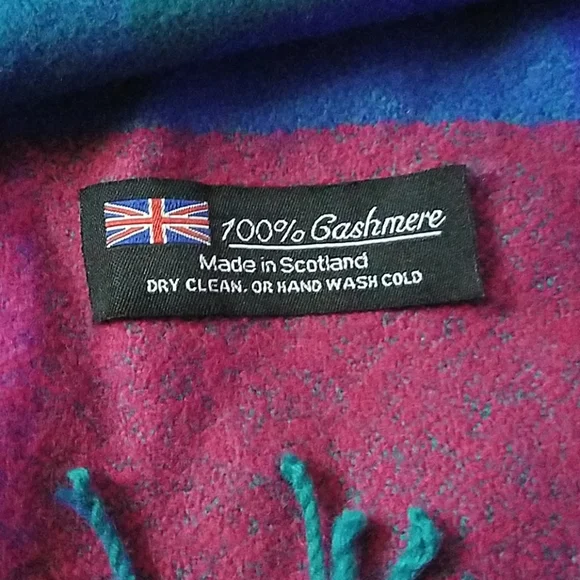 100% Cashmere
Made in Scotland
DRY CLEAN. OR HAND WASH COLD